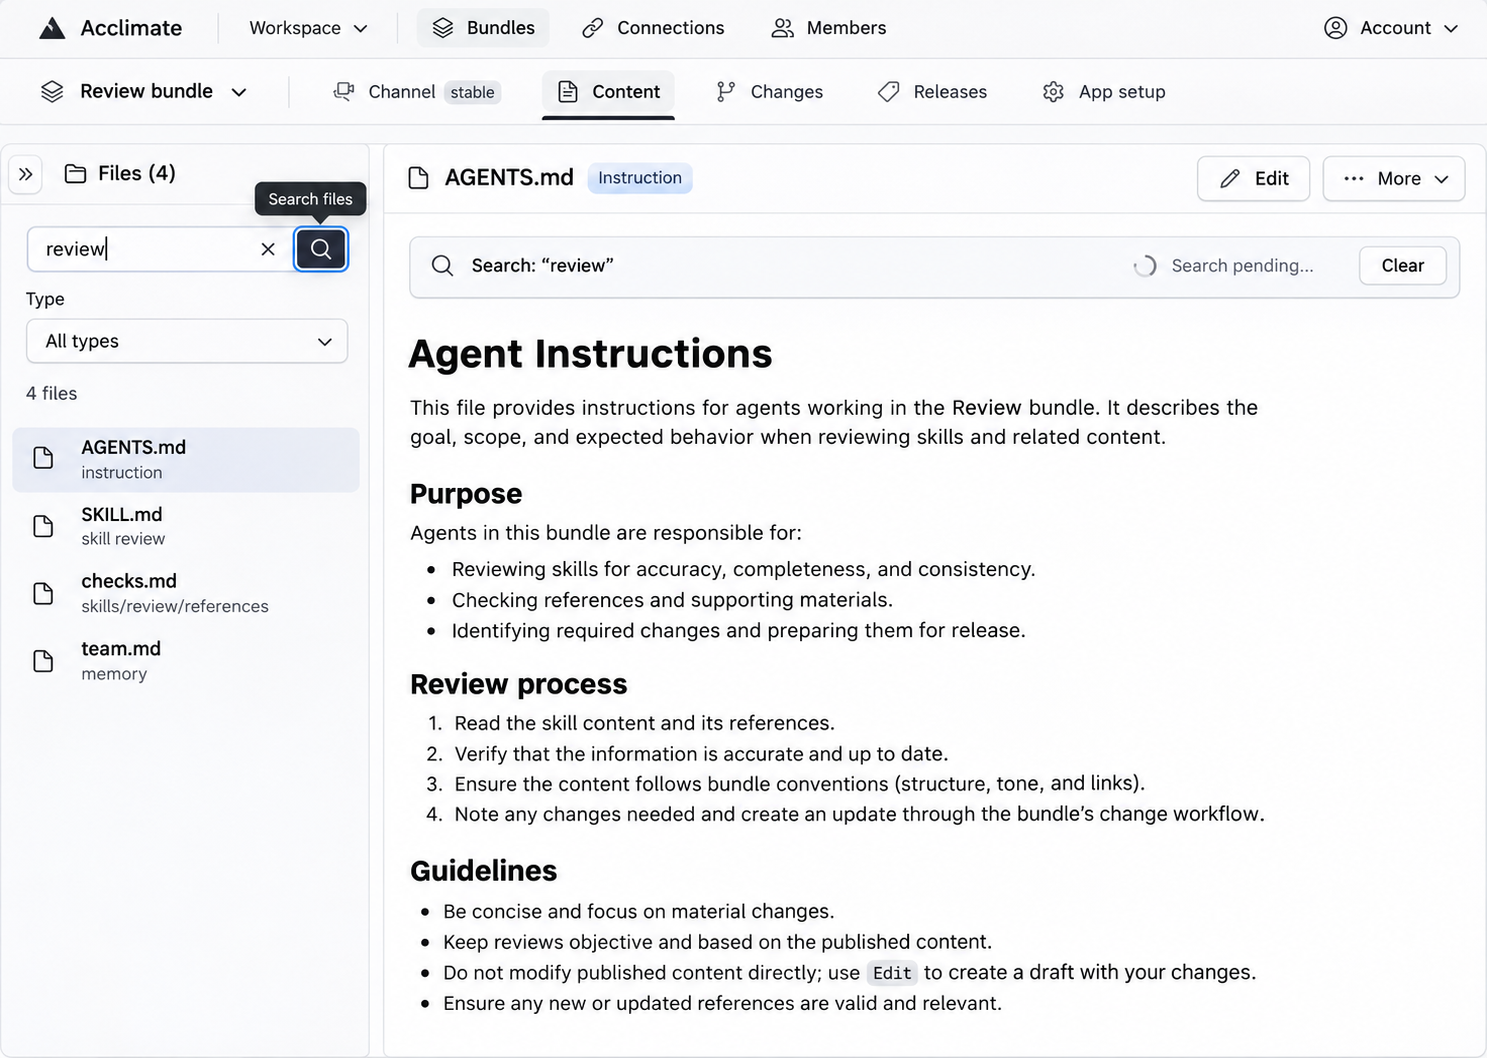 Acclimate
Workspace
Bundles
Connections
Members
Account
Review bundle
Channel stable
Content
Changes
Releases
App setup
Files (4)
Search files
review
Type
All types
4 files
AGENTS.md
instruction
SKILL.md
skill review
checks.md
skills/review/references
team.md
memory
AGENTS.md Instruction
Edit
More
Search: “review”
Search pending...
Clear
Agent Instructions
This file provides instructions for agents working in the Review bundle. It describes the
goal, scope, and expected behavior when reviewing skills and related content.
Purpose
Agents in this bundle are responsible for:
• Reviewing skills for accuracy, completeness, and consistency.
• Checking references and supporting materials.
• Identifying required changes and preparing them for release.
Review process
1. Read the skill content and its references.
2. Verify that the information is accurate and up to date.
3. Ensure the content follows bundle conventions (structure, tone, and links).
4. Note any changes needed and create an update through the bundle’s change workflow.
Guidelines
• Be concise and focus on material changes.
• Keep reviews objective and based on the published content.
• Do not modify published content directly; use Edit to create a draft with your changes.
• Ensure any new or updated references are valid and relevant.